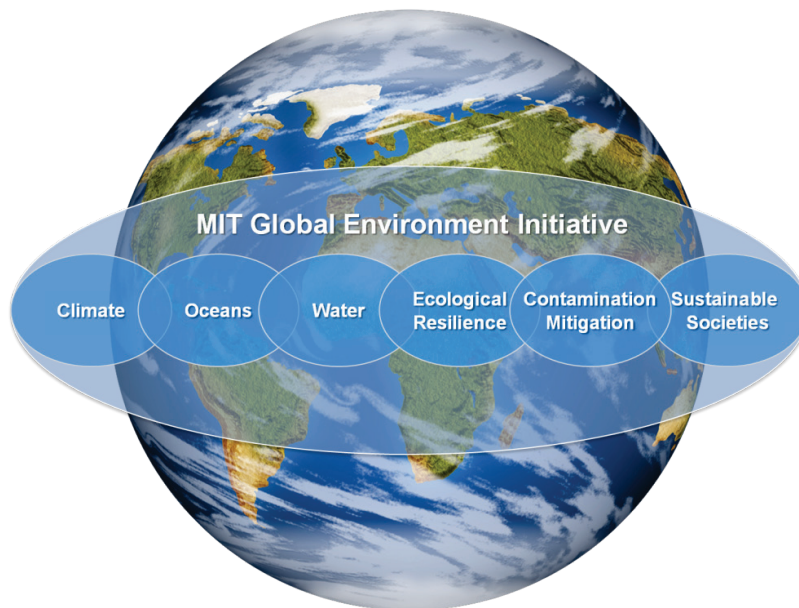 MIT Global Environment Initiative
Climate
Oceans
Water
Ecological
Resilience
Contamination
Mitigation
Sustainable
Societies